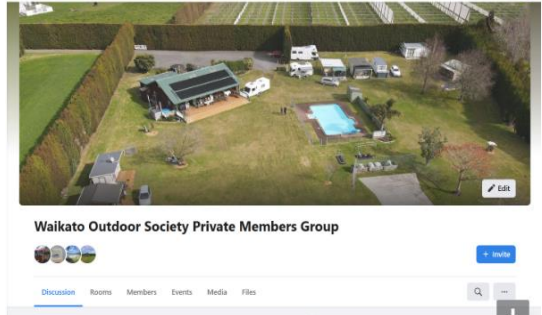 Edit
Waikato Outdoor Society Private Members Group
+ Invite
Discussion Rooms Members Events Media Files